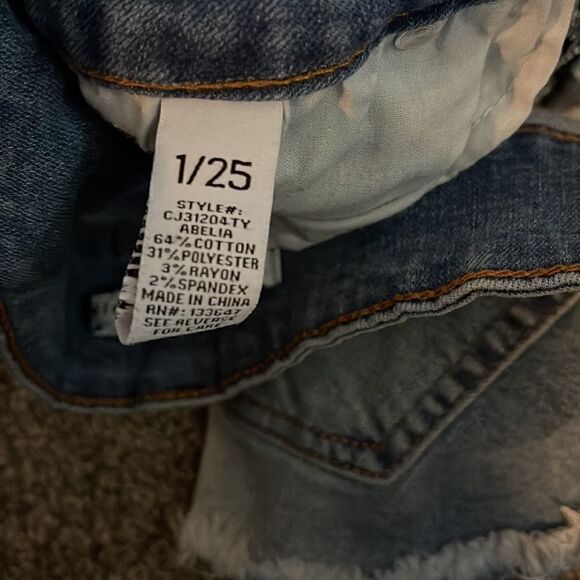 1/25
STYLE#:
CJ31204TY
ABELIA
64%COTTON
31%POLYESTER
3%RAYON
2%SPANDEX
MADE IN CHINA
RN#: 133647
SEE REVERSE
FOR CARE